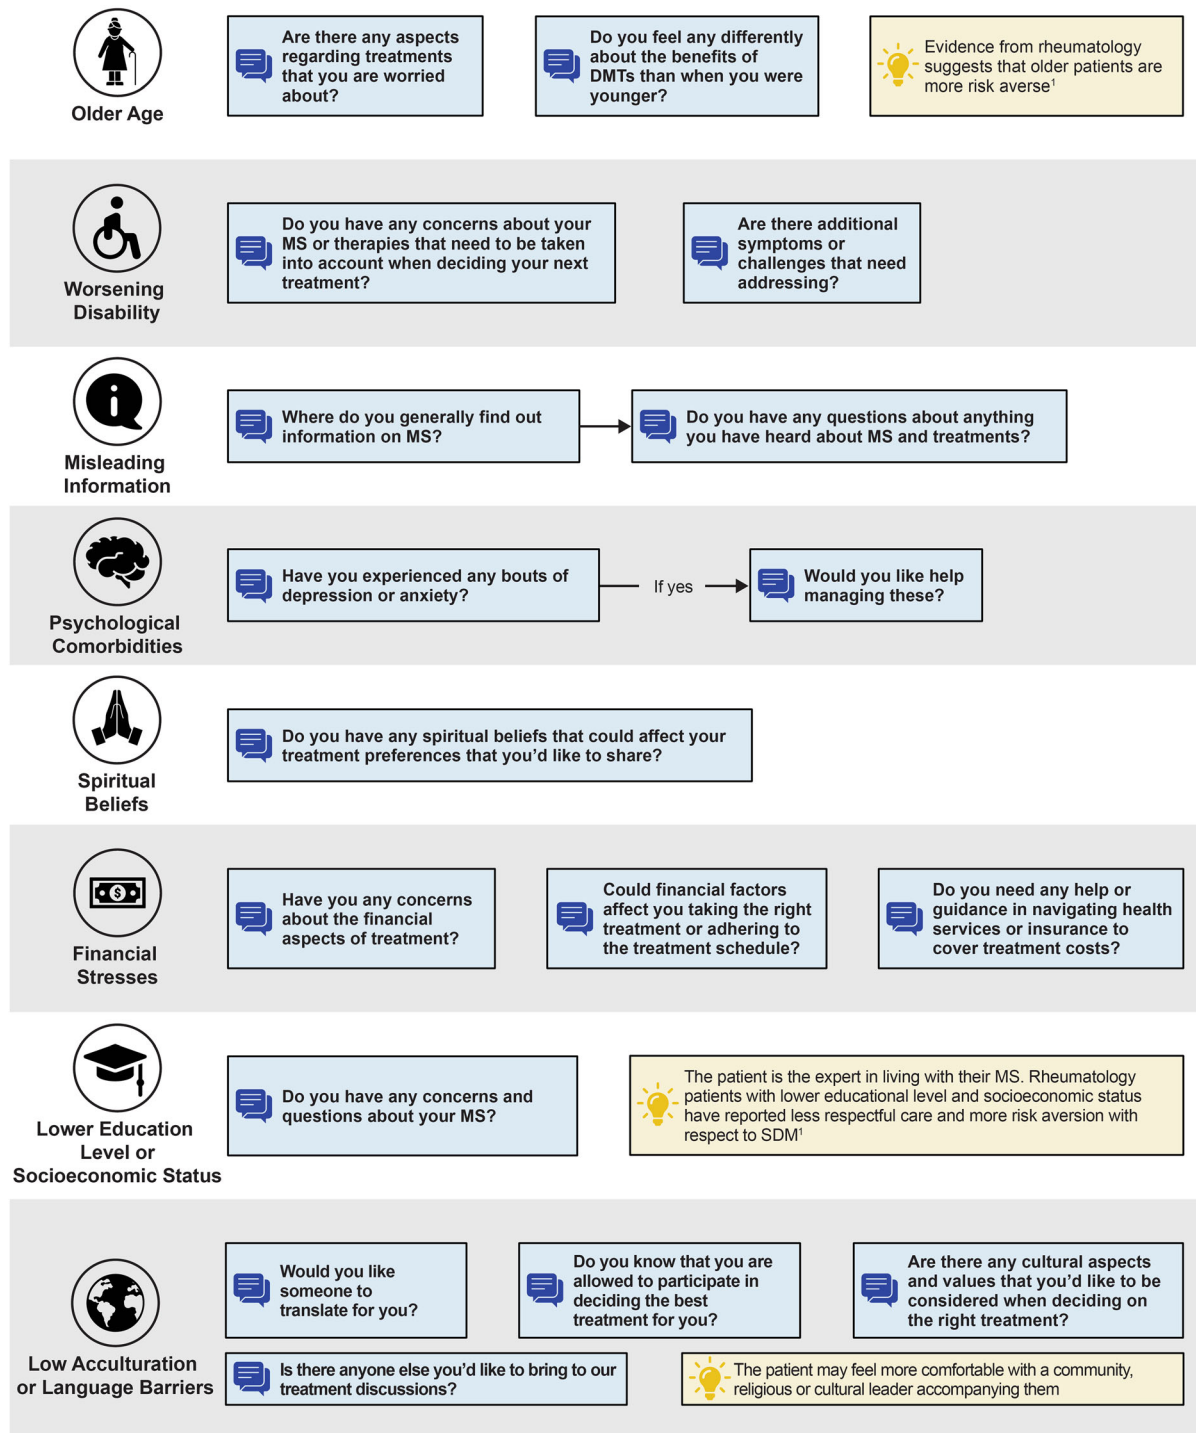 Older Age
Are there any aspects
regarding treatments
that you are worried
about?
Do you feel any differently
about the benefits of
DMTs than when you were
younger?
Evidence from rheumatology
suggests that older patients are
more risk averse¹
Worsening
Disability
Do you have any concerns about your
MS or therapies that need to be taken
into account when deciding your next
treatment?
Are there additional
symptoms or
challenges that need
addressing?
Misleading
Information
Where do you generally find out
information on MS?
Do you have any questions about anything
you have heard about MS and treatments?
Psychological
Comorbidities
Have you experienced any bouts of
depression or anxiety?
If yes
Would you like help
managing these?
Spiritual
Beliefs
Do you have any spiritual beliefs that could affect your
treatment preferences that you’d like to share?
Financial
Stresses
Have you any concerns
about the financial
aspects of treatment?
Could financial factors
affect you taking the right
treatment or adhering to
the treatment schedule?
Do you need any help or
guidance in navigating health
services or insurance to
cover treatment costs?
Lower Education
Level or
Socioeconomic Status
Do you have any concerns and
questions about your MS?
The patient is the expert in living with their MS. Rheumatology
patients with lower educational level and socioeconomic status
have reported less respectful care and more risk aversion with
respect to SDM¹
Low Acculturation
or Language Barriers
Would you like
someone to
translate for you?
Do you know that you are
allowed to participate in
deciding the best
treatment for you?
Are there any cultural aspects
and values that you’d like to be
considered when deciding on
the right treatment?
Is there anyone else you’d like to bring to our
treatment discussions?
The patient may feel more comfortable with a community,
religious or cultural leader accompanying them